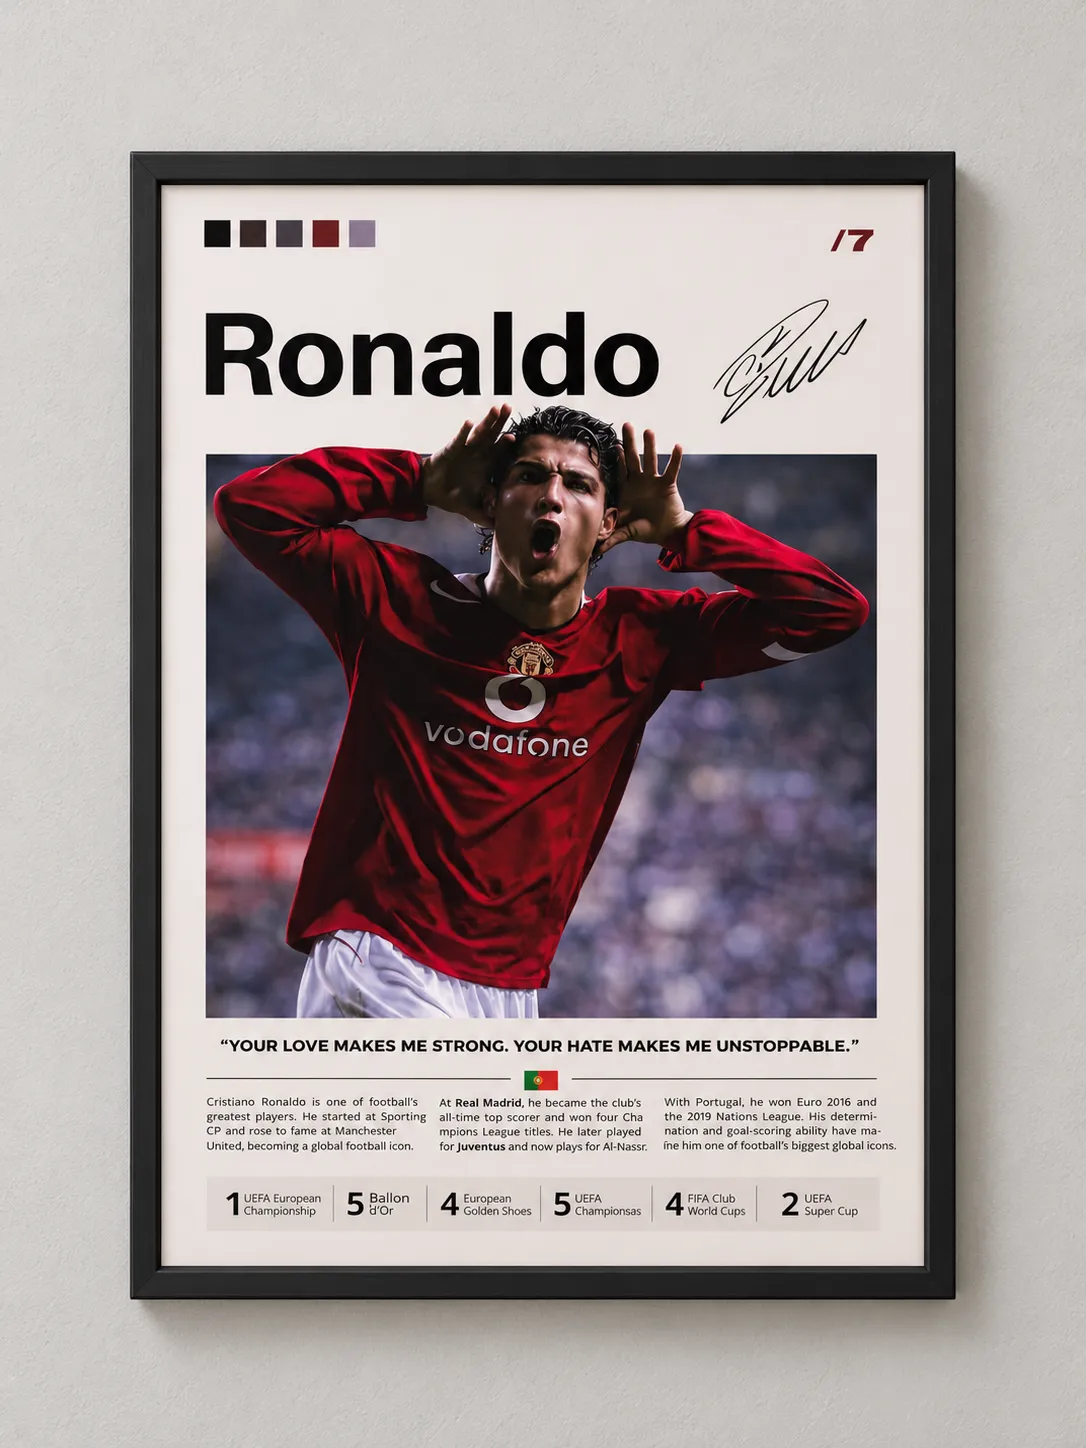 /7
Ronaldo
vodafone
“YOUR LOVE MAKES ME STRONG. YOUR HATE MAKES ME UNSTOPPABLE.”
Cristiano Ronaldo is one of football’s
greatest players. He started at Sporting
CP and rose to fame at Manchester
United, becoming a global football icon.
At Real Madrid, he became the club’s
all-time top scorer and won four Cha
mpions League titles. He later played
for Juventus and now plays for Al-Nassr.
With Portugal, he won Euro 2016 and
the 2019 Nations League. His determi-
nation and goal-scoring ability have ma-
ine him one of football’s biggest global icons.
1 UEFA European
Championship
5 Ballon
d’Or
4 European
Golden Shoes
5 UEFA
Championsas
4 FIFA Club
World Cups
2 UEFA
Super Cup